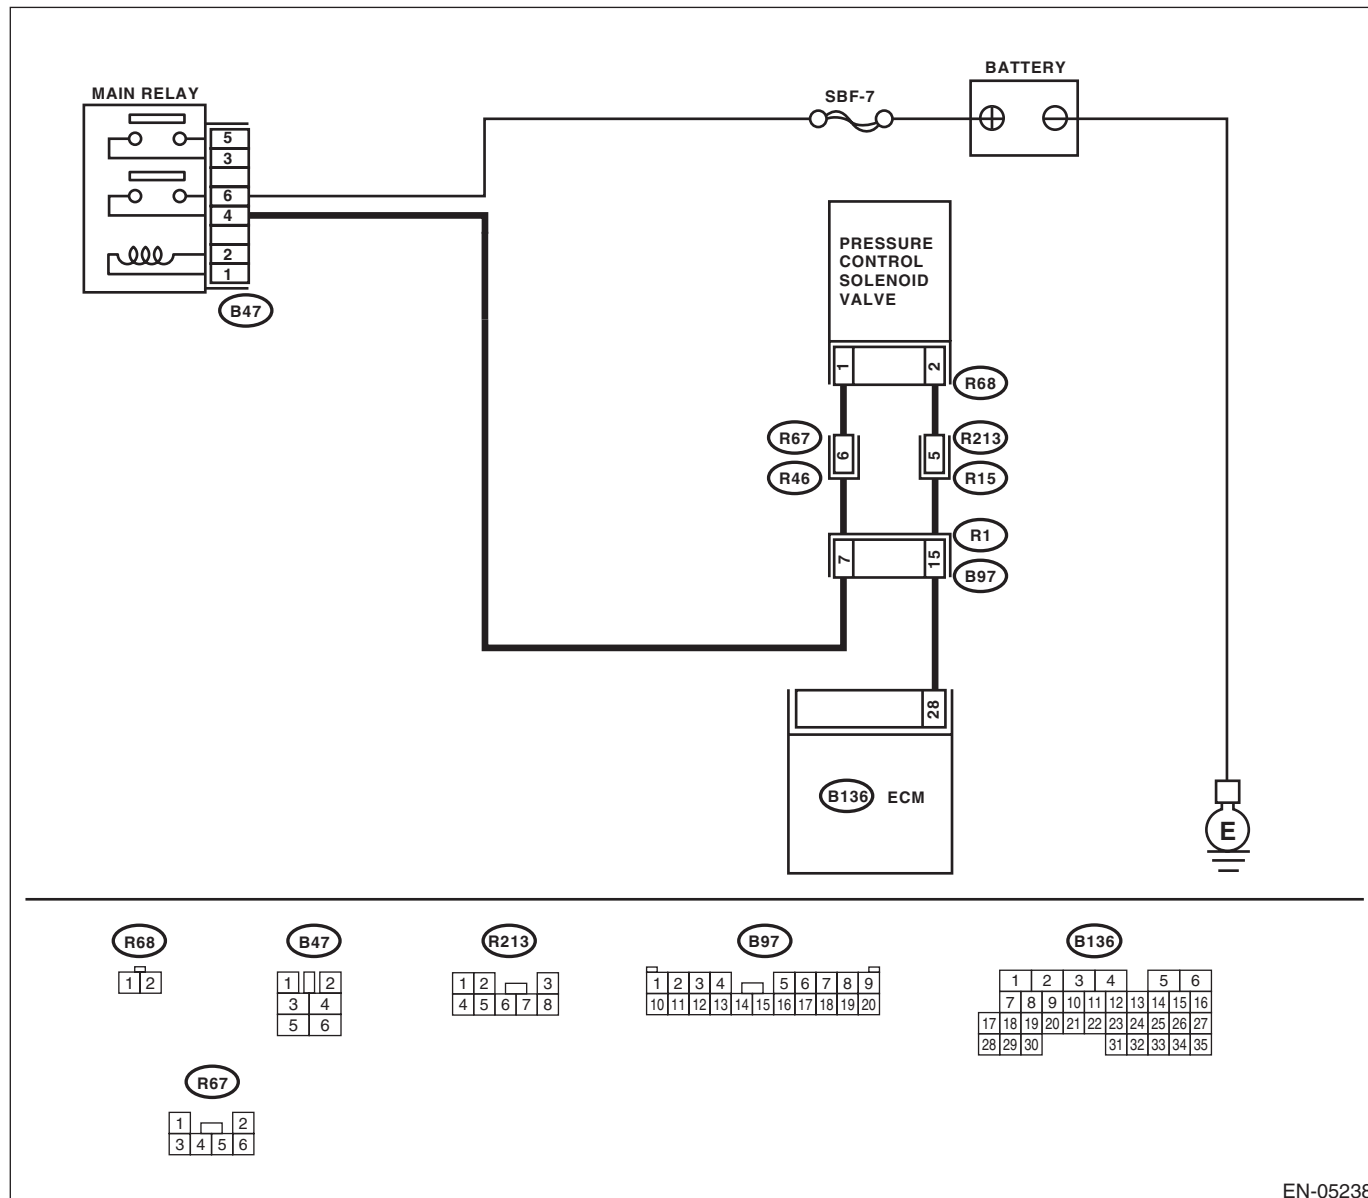 BATTERY
MAIN RELAY
SBF-7
5
3
6
4
2
1
B47
PRESSURE
CONTROL
SOLENOID
VALVE
1 2
R68
R67 6 5 R213
R46 R15
R1
7 15
B97
28
B136 ECM
E
R68 B47 R213 B97 B136
1 2
1 2
3 4
5 6
1 2 3
4 5 6 7 8
1 2 3 4 5 6 7 8 9
10 11 12 13 14 15 16 17 18 19 20
1 2 3 4 5 6
7 8 9 10 11 12 13 14 15 16
17 18 19 20 21 22 23 24 25 26 27
28 29 30 31 32 33 34 35
R67
1 2
3 4 5 6
EN-05238